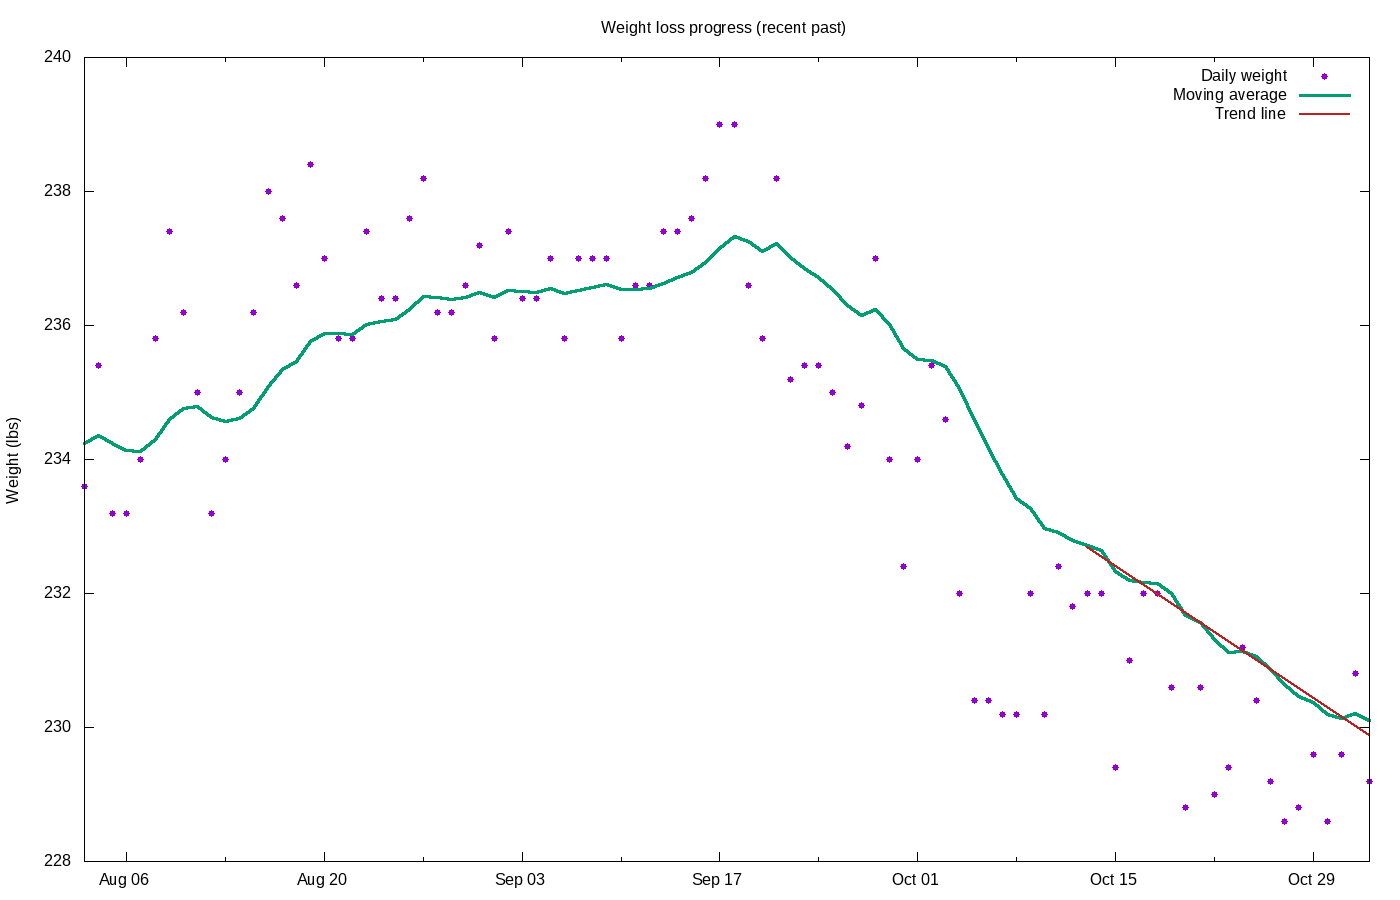 Weight loss progress (recent past)
240
238
236
234
232
230
228
Weight (lbs)
Daily weight
Moving average
Trend line
Aug 06
Aug 20
Sep 03
Sep 17
Oct 01
Oct 15
Oct 29